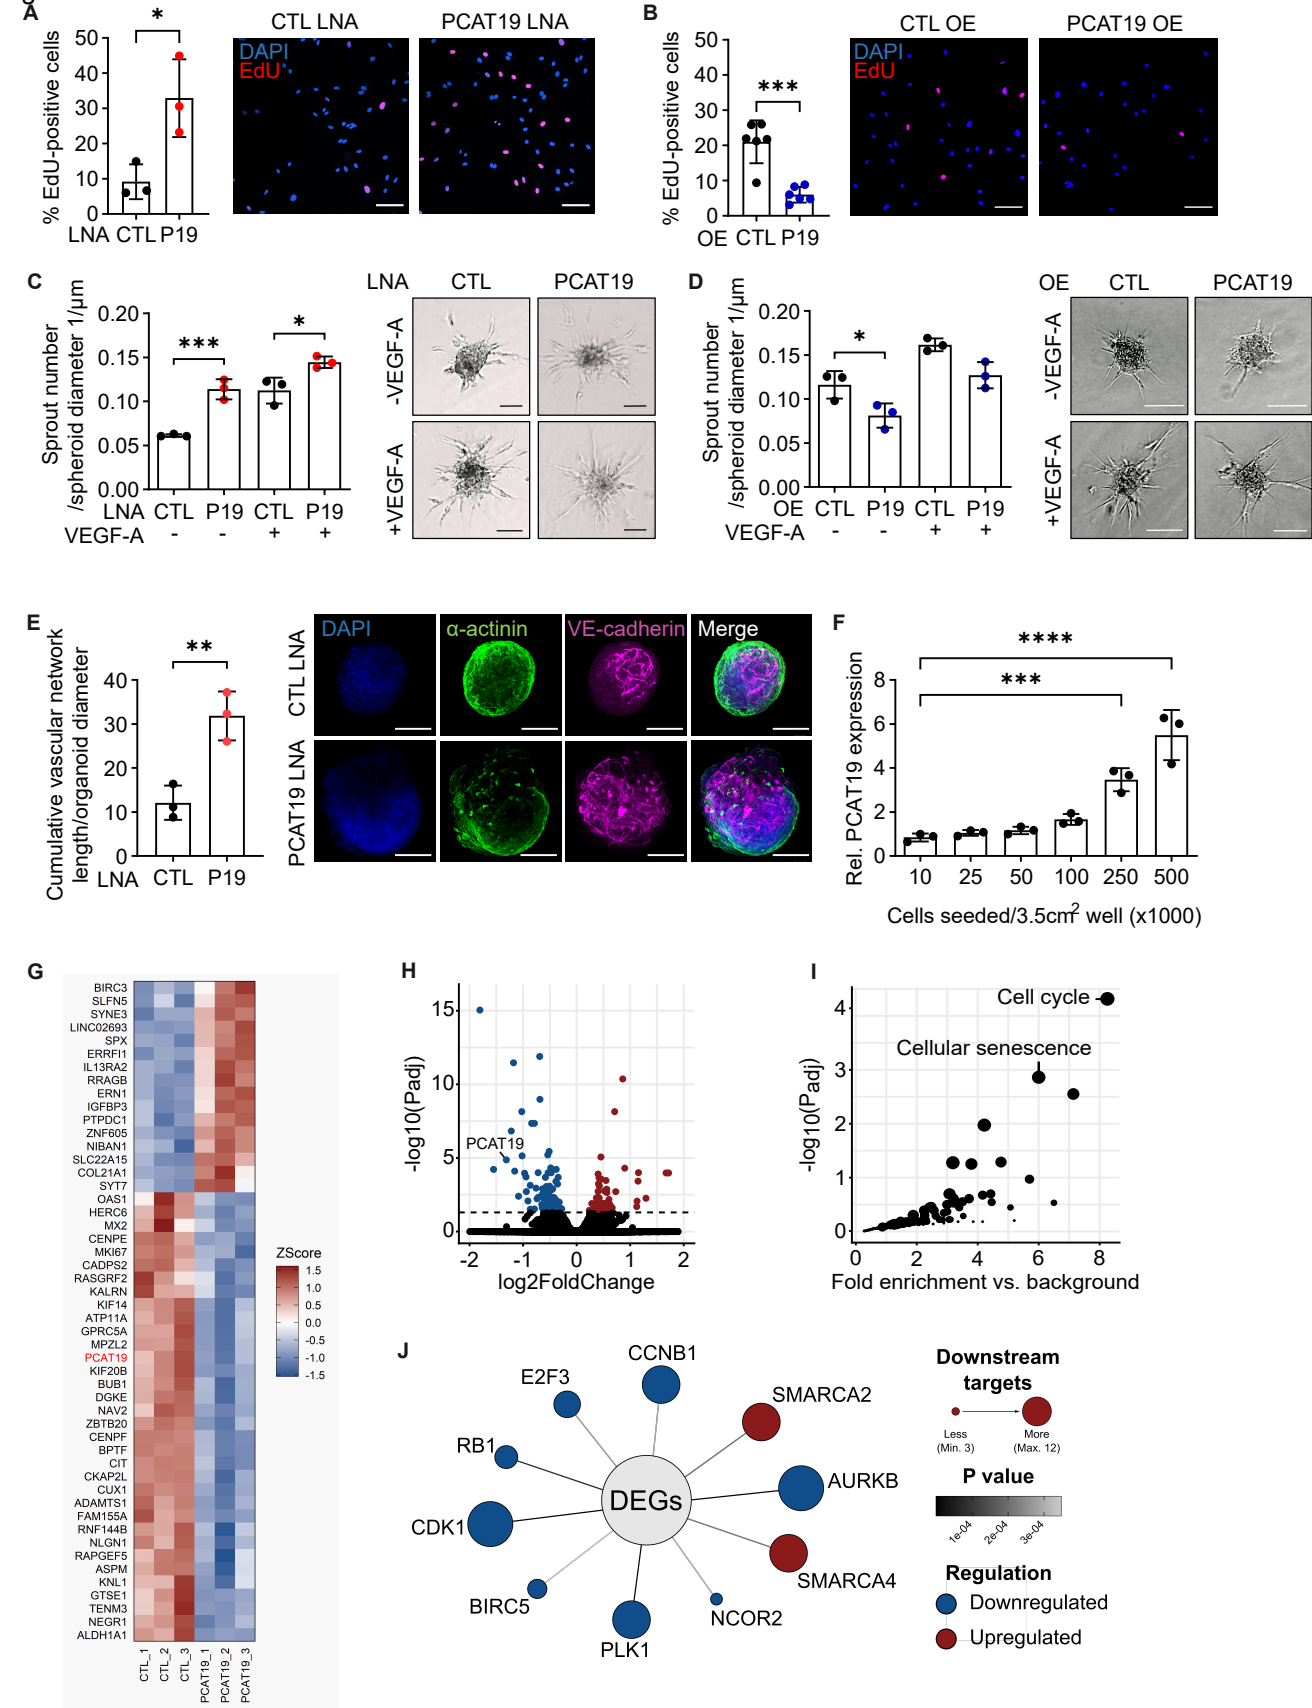 A
*
% EdU-positive cells
50
40
30
20
10
0
LNA CTL P19
CTL LNA
PCAT19 LNA
DAPI
EdU
B
***
% EdU-positive cells
50
40
30
20
10
0
OE CTL P19
CTL OE
PCAT19 OE
DAPI
EdU
C
Sprout number
/spheroid diameter 1/µm
0.20
0.15
0.10
0.05
0.00
***
*
LNA CTL P19 CTL P19
VEGF-A - - + +
LNA CTL PCAT19
-VEGF-A
+VEGF-A
D
Sprout number
/spheroid diameter 1/µm
0.20
0.15
0.10
0.05
0.00
*
OE CTL P19 CTL P19
VEGF-A - - + +
OE CTL PCAT19
-VEGF-A
+VEGF-A
E
Cumulative vascular network
length/organoid diameter
40
30
20
10
0
**
LNA CTL P19
DAPI
α-actinin
VE-cadherin
Merge
CTL LNA
PCAT19 LNA
F
Rel. PCAT19 expression
8
6
4
2
0
****
***
10 25 50 100 250 500
Cells seeded/3.5cm2 well (x1000)
G
BIRC3
SLFN5
SYNE3
LINC02693
SPX
ERRFI1
IL13RA2
RRAGB
ERN1
IGFBP3
PTPDC1
ZNF605
NIBAN1
SLC22A15
COL21A1
SYT7
OAS1
HERC6
MX2
CENPE
MKI67
CADPS2
RASGRF2
KALRN
KIF14
ATP11A
GPRC5A
MPZL2
PCAT19
KIF20B
BUB1
DGKE
NAV2
ZBTB20
CENPF
BPTF
CIT
CKAP2L
CUX1
ADAMTS1
FAM155A
RNF144B
NLGN1
RAPGEF5
ASPM
KNL1
GTSE1
TENM3
NEGR1
ALDH1A1
CTL_1
CTL_2
CTL_3
PCAT19_1
PCAT19_2
PCAT19_3
ZScore
1.5
1.0
0.5
0.0
-0.5
-1.0
-1.5
H
-log10(Padj)
15
10
5
0
PCAT19
-2 -1 0 1 2
log2FoldChange
I
-log10(Padj)
4
3
2
1
0
Cell cycle
Cellular senescence
0 2 4 6 8
Fold enrichment vs. background
J
CCNB1
E2F3
SMARCA2
RB1
AURKB
DEGs
CDK1
SMARCA4
BIRC5
NCOR2
PLK1
Downstream
targets
Less
(Min. 3)
More
(Max. 12)
P value
1e-04
2e-04
3e-04
Regulation
Downregulated
Upregulated